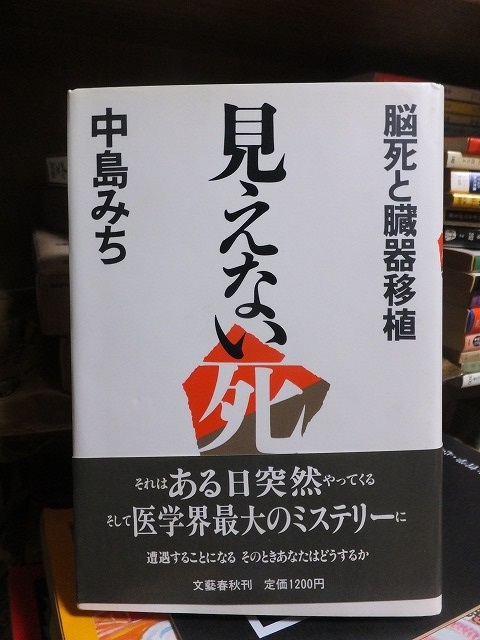 脳死と臓器移植
見えない死
中島みち
それはある日突然やってくる
そして医学界最大のミステリーに
遭遇することになる そのときあなたはどうするか
文藝春秋刊 定価1200円